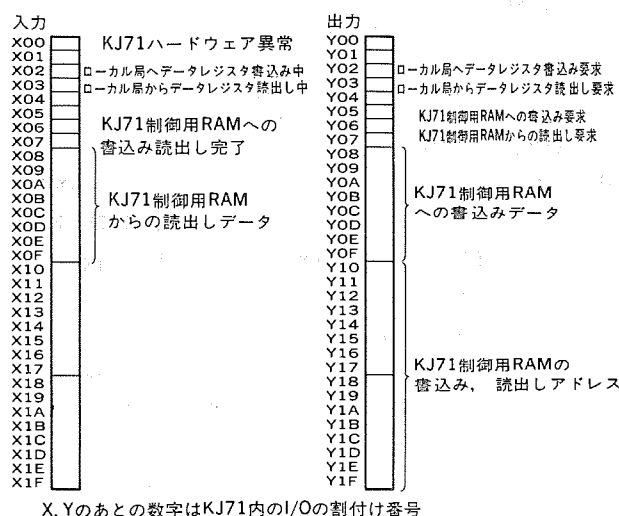 入力
X00
X01
X02
X03
X04
X05
X06
X07
X08
X09
X0A
X0B
X0C
X0D
X0E
X0F
X10
X11
X12
X13
X14
X15
X16
X17
X18
X19
X1A
X1B
X1C
X1D
X1E
X1F
KJ71ハードウェア異常
ローカル局へデータレジスタ書込み中
ローカル局からデータレジスタ読出し中
KJ71制御用RAMへの
書込み読出し完了
KJ71制御用RAM
からの読出しデータ
出力
Y00
Y01
Y02
Y03
Y04
Y05
Y06
Y07
Y08
Y09
Y0A
Y0B
Y0C
Y0D
Y0E
Y0F
Y10
Y11
Y12
Y13
Y14
Y15
Y16
Y17
Y18
Y19
Y1A
Y1B
Y1C
Y1D
Y1E
Y1F
ローカル局へデータレジスタ書込み要求
ローカル局からデータレジスタ読出し要求
KJ71制御用RAMへの書込み要求
KJ71制御用RAMからの読出し要求
KJ71制御用RAM
への書込みデータ
KJ71制御用RAMの
書込み，読出しアドレス
X，Yのあとの数字はKJ71内のI/Oの割付け番号